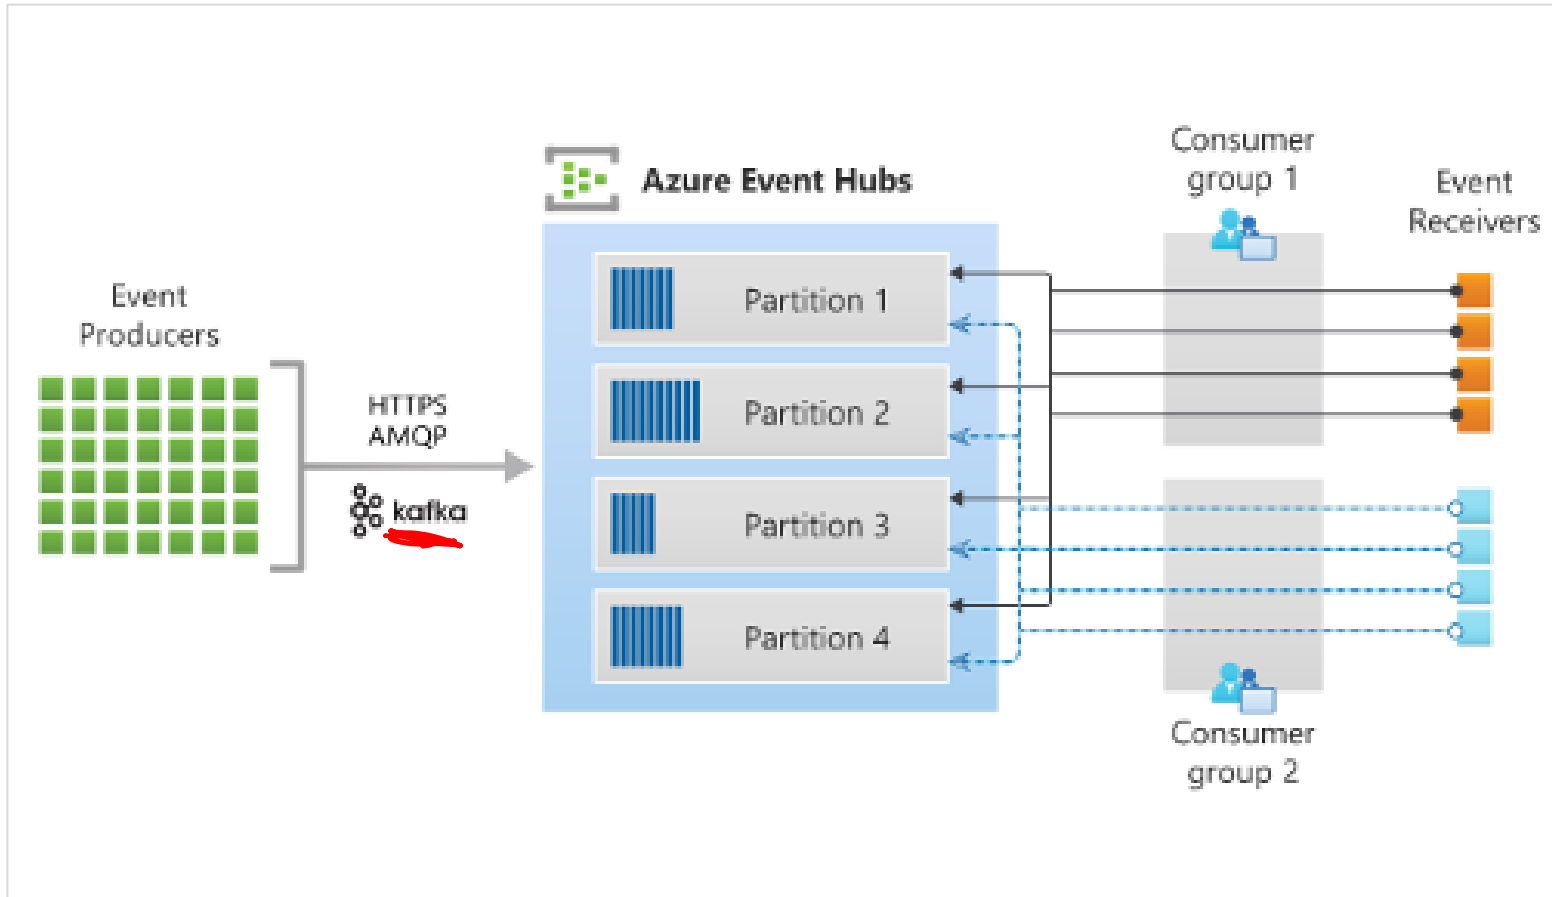 Azure Event Hubs
Event
Producers
HTTPS
AMQP
kafka
Partition 1
Partition 2
Partition 3
Partition 4
Consumer
group 1
Event
Receivers
Consumer
group 2